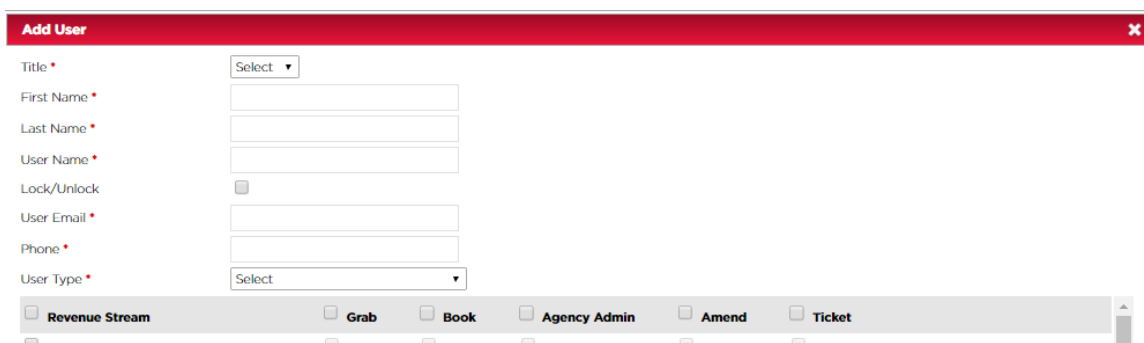 Add User
Title *
Select
First Name *
Last Name *
User Name *
Lock/Unlock
User Email *
Phone *
User Type *
Select
Revenue Stream Grab Book Agency Admin Amend Ticket